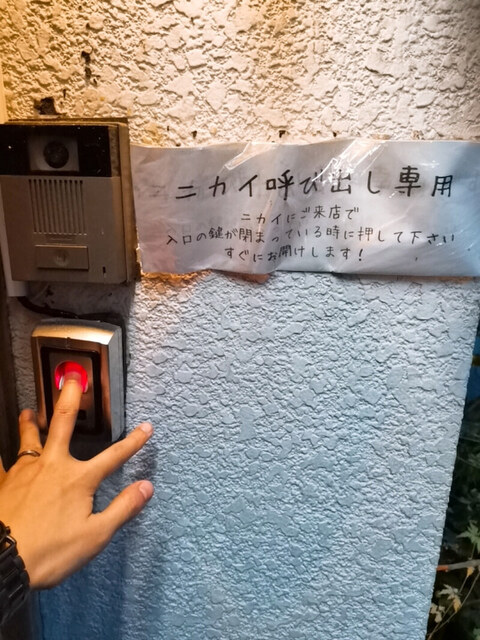 ニカイ呼び出し専用
ニカイにご来店で
入口の鍵が閉まっている時に押して下さい
すぐにお開けします!